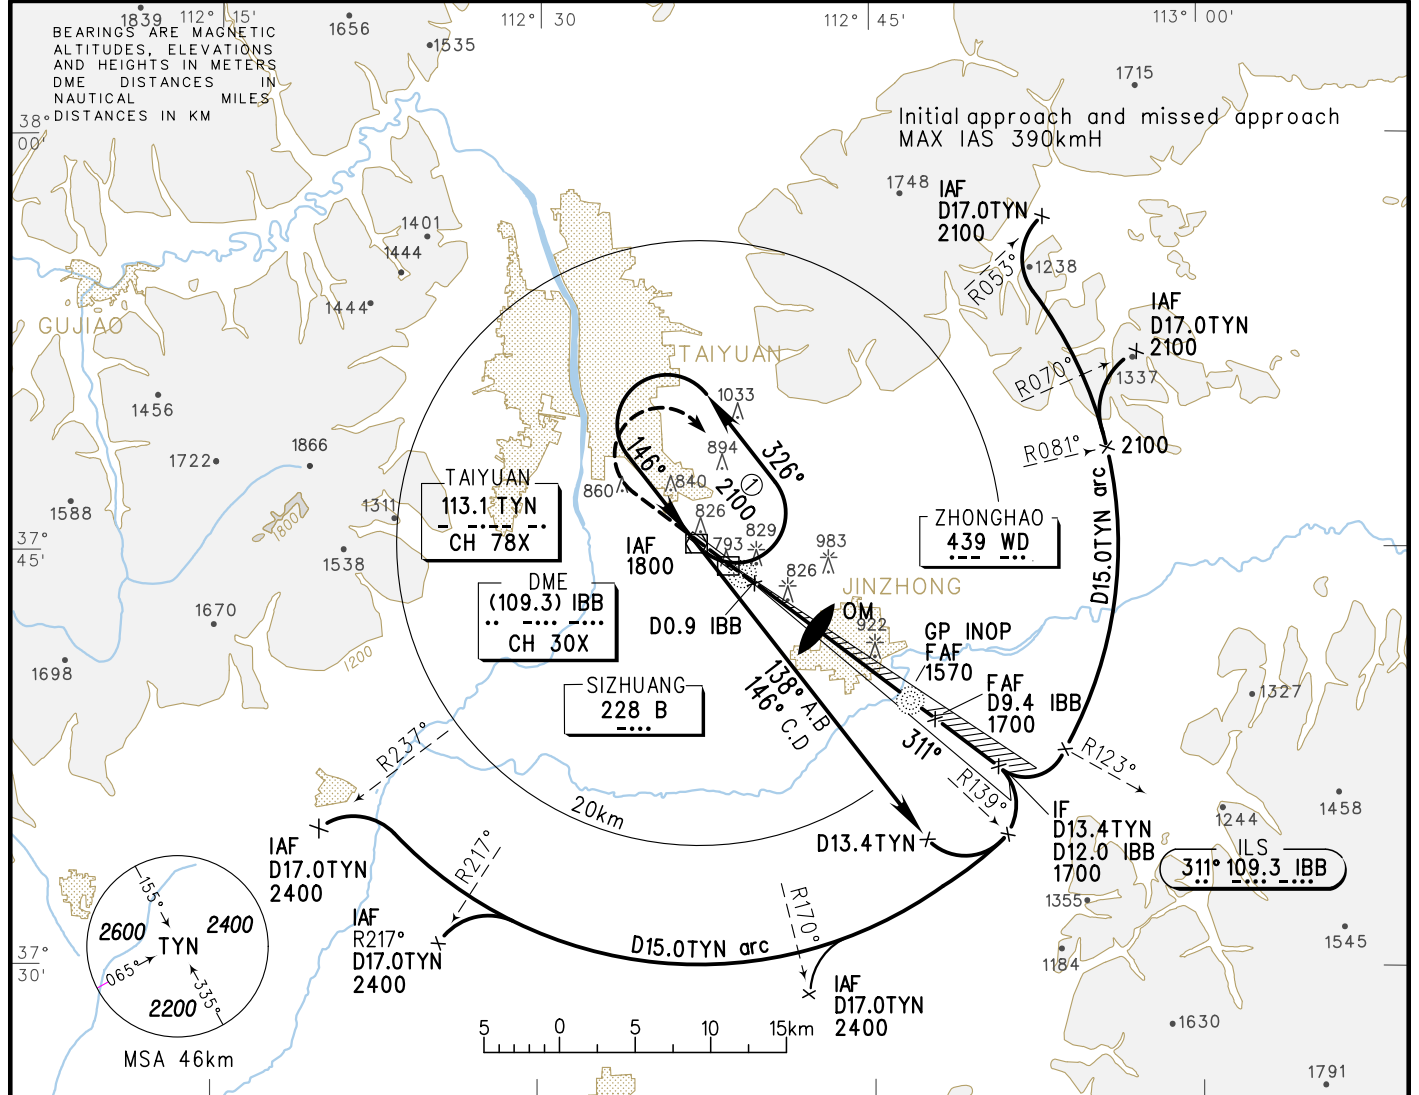 1839
112° 15'
1656
112° 30
112° 45'
113° 00'
BEARINGS ARE MAGNETIC
ALTITUDES, ELEVATIONS
AND HEIGHTS IN METERS
DME DISTANCES IN
NAUTICAL MILES
DISTANCES IN KM
1535
1715
38°
00'
Initial approach and missed approach
MAX IAS 390kmH
1748
IAF
D17.0TYN
2100
1401
1444
1238
R053°
1444
GUJIAO
IAF
D17.0TYN
2100
TAIYUAN
R070°
1337
1456
1033
146°
326°
R081°
2100
894
1722
1866
TAIYUAN
113.1 TYN
CH 78X
860
840
2100
1
1588
1311
1800
826
829
793
983
826
ZHONGHAO
439 WD
D15.0TYN arc
37°
45'
1538
IAF
1800
DME
(109.3) IBB
CH 30X
JINZHONG
OM
922
1670
D0.9 IBB
GP INOP
FAF
1570
1200
1698
SIZHUANG
228 B
138° A.B
146° C.D
FAF
D9.4 IBB
1700
1327
R237°
311°
R123°
R139°
20km
1458
1244
IF
D13.4TYN
D12.0 IBB
1700
D13.4TYN
ILS
311° 109.3 IBB
IAF
D17.0TYN
2400
R217°
R170°
1355
155°
2600
2400
TYN
065°
335°
2200
MSA 46km
IAF
R217°
D17.0TYN
2400
D15.0TYN arc
1545
1184
37°
30'
IAF
D17.0TYN
2400
5 0 5 10 15km
1630
1791